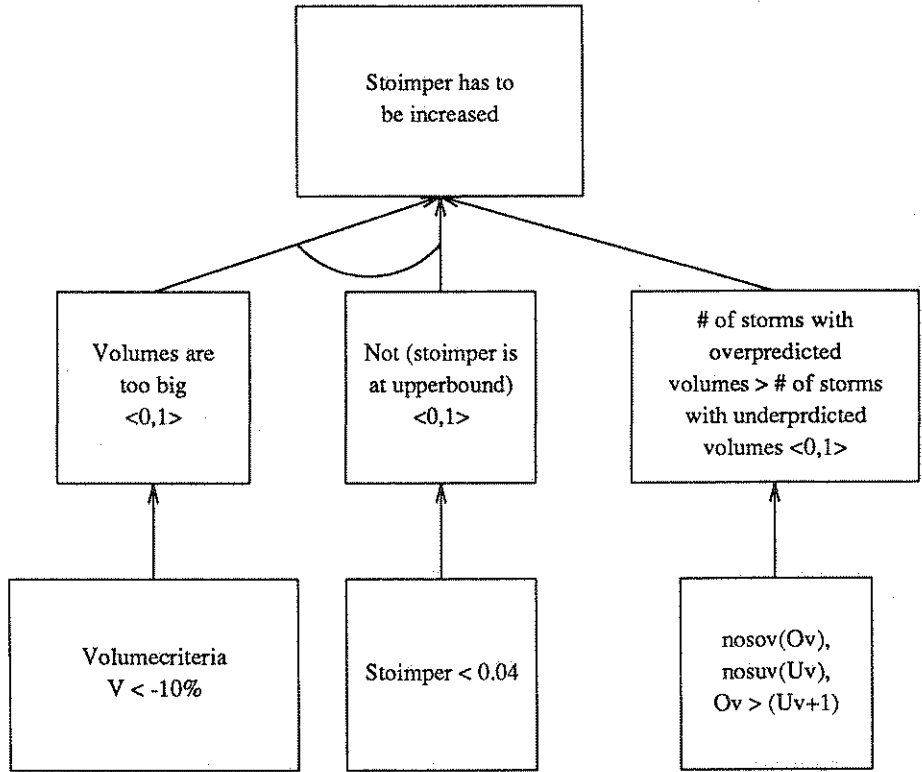 Stoimper has to
be increased
Volumes are
too big
<0,1>
Not (stoimper is
at upperbound)
<0,1>
# of storms with
overpredicted
volumes > # of storms
with underprdicted
volumes <0,1>
Volumecriteria
V < -10%
Stoimper < 0.04
nosov(Ov),
nosuv(Uv),
Ov > (Uv+1)